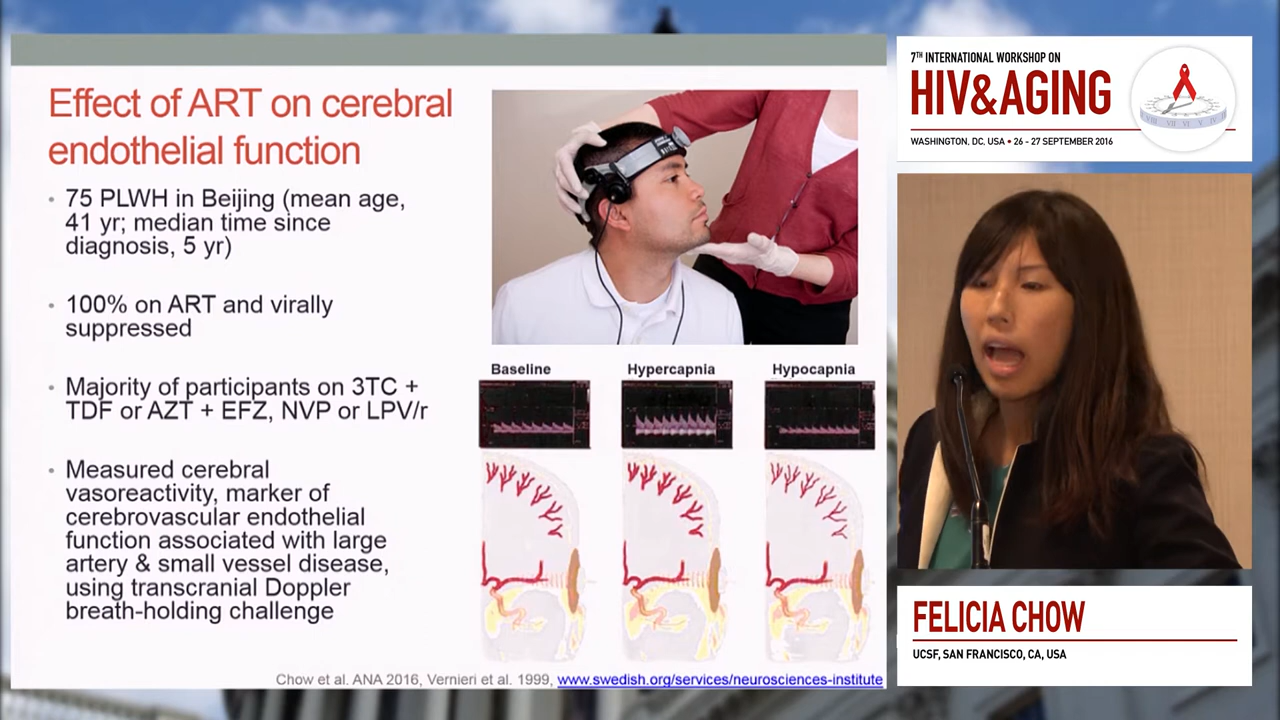 Effect of ART on cerebral
endothelial function
• 75 PLWH in Beijing (mean age,
41 yr; median time since
diagnosis, 5 yr)
• 100% on ART and virally
suppressed
• Majority of participants on 3TC +
TDF or AZT + EFZ, NVP or LPV/r
• Measured cerebral
vasoreactivity, marker of
cerebrovascular endothelial
function associated with large
artery & small vessel disease,
using transcranial Doppler
breath-holding challenge
Baseline Hypercapnia Hypocapnia
Chow et al. ANA 2016, Vernieri et al. 1999, www.swedish.org/services/neurosciences-institute
7TH INTERNATIONAL WORKSHOP ON
HIV&AGING
WASHINGTON, DC, USA • 26 - 27 SEPTEMBER 2016
FELICIA CHOW
UCSF, SAN FRANCISCO, CA, USA